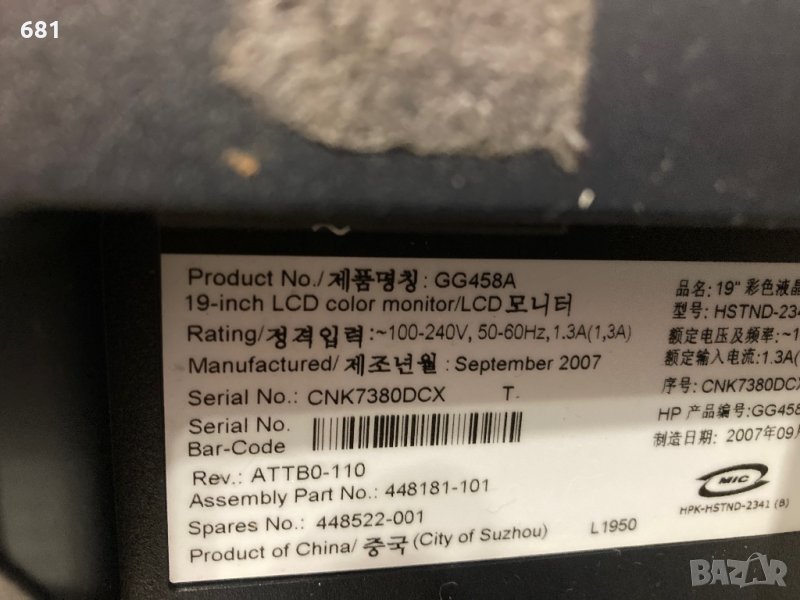 681
Product No./제품명칭: GG458A
19-inch LCD color monitor/LCD모니터
Rating/정격입력:~100-240V, 50-60Hz,1.3A(1,3A)
Manufactured/ 제조년월 : September 2007
Serial No.: CNK7380DCX T.
Serial No.
Bar-Code
Rev.: ATTB0-110
Assembly Part No.: 448181-101
Spares No.: 448522-001
Product of China/ 중국 (City of Suzhou) L1950
品名: 19" 彩色液晶
型号: HSTND-234
额定电压及频率:~1
额定输入电流:1.3A(
序号: CNK7380DCX
HP 产品编号:GG458
制造日期: 2007年09
MIC
HPK-HSTND-2341 (B)
BAZAR